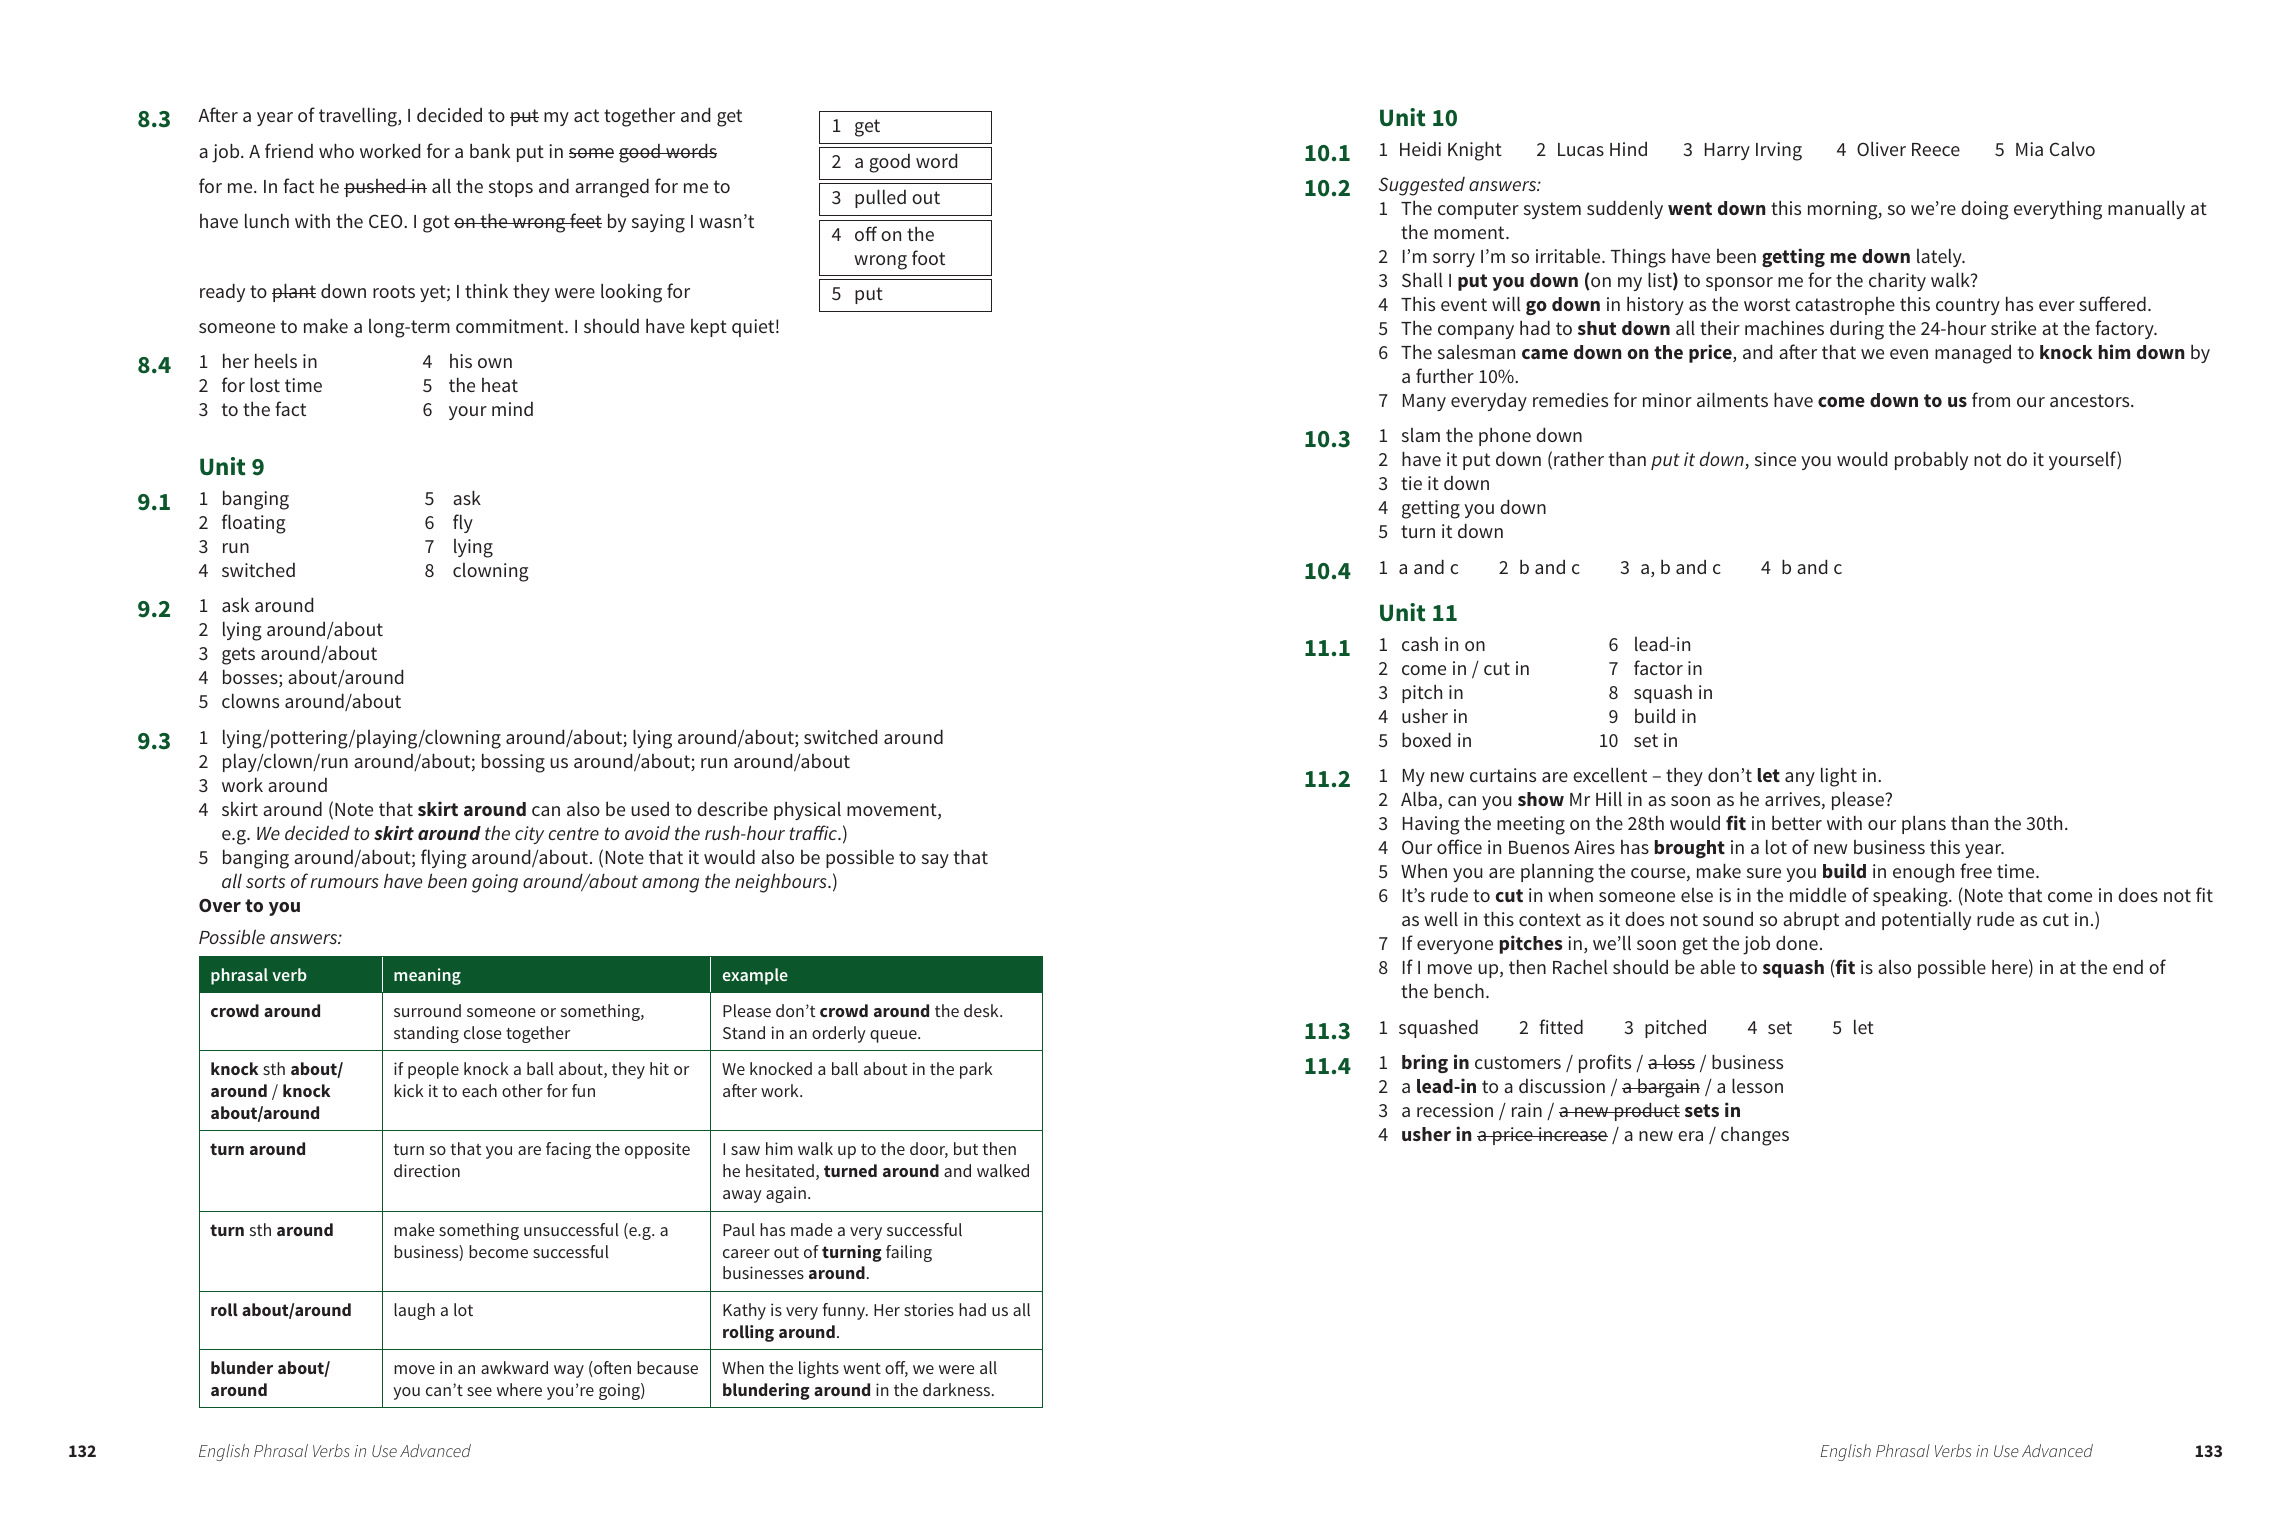 8.3 After a year of travelling, I decided to put my act together and get
a job. A friend who worked for a bank put in some good words
for me. In fact he pushed in all the stops and arranged for me to
have lunch with the CEO. I got on the wrong feet by saying I wasn’t
ready to plant down roots yet; I think they were looking for
someone to make a long-term commitment. I should have kept quiet!
1 get
2 a good word
3 pulled out
4 off on the
wrong foot
5 put
8.4 1 her heels in 4 his own
2 for lost time 5 the heat
3 to the fact 6 your mind
Unit 9
9.1 1 banging 5 ask
2 floating 6 fly
3 run 7 lying
4 switched 8 clowning
9.2 1 ask around
2 lying around/about
3 gets around/about
4 bosses; about/around
5 clowns around/about
9.3 1 lying/pottering/playing/clowning around/about; lying around/about; switched around
2 play/clown/run around/about; bossing us around/about; run around/about
3 work around
4 skirt around (Note that skirt around can also be used to describe physical movement,
e.g. We decided to skirt around the city centre to avoid the rush-hour traffic.)
5 banging around/about; flying around/about. (Note that it would also be possible to say that
all sorts of rumours have been going around/about among the neighbours.)
Over to you
Possible answers:
phrasal verb meaning example
crowd around surround someone or something, Please don’t crowd around the desk.
standing close together Stand in an orderly queue.
knock sth about/ if people knock a ball about, they hit or We knocked a ball about in the park
around / knock kick it to each other for fun after work.
about/around
turn around turn so that you are facing the opposite I saw him walk up to the door, but then
direction he hesitated, turned around and walked
away again.
turn sth around make something unsuccessful (e.g. a Paul has made a very successful
business) become successful career out of turning failing
businesses around.
roll about/around laugh a lot Kathy is very funny. Her stories had us all
rolling around.
blunder about/ move in an awkward way (often because When the lights went off, we were all
around you can’t see where you’re going) blundering around in the darkness.
132 English Phrasal Verbs in Use Advanced
Unit 10
10.1 1 Heidi Knight 2 Lucas Hind 3 Harry Irving 4 Oliver Reece 5 Mia Calvo
10.2 Suggested answers:
1 The computer system suddenly went down this morning, so we’re doing everything manually at
the moment.
2 I’m sorry I’m so irritable. Things have been getting me down lately.
3 Shall I put you down (on my list) to sponsor me for the charity walk?
4 This event will go down in history as the worst catastrophe this country has ever suffered.
5 The company had to shut down all their machines during the 24-hour strike at the factory.
6 The salesman came down on the price, and after that we even managed to knock him down by
a further 10%.
7 Many everyday remedies for minor ailments have come down to us from our ancestors.
10.3 1 slam the phone down
2 have it put down (rather than put it down, since you would probably not do it yourself)
3 tie it down
4 getting you down
5 turn it down
10.4 1 a and c 2 b and c 3 a, b and c 4 b and c
Unit 11
11.1 1 cash in on 6 lead-in
2 come in / cut in 7 factor in
3 pitch in 8 squash in
4 usher in 9 build in
5 boxed in 10 set in
11.2 1 My new curtains are excellent – they don’t let any light in.
2 Alba, can you show Mr Hill in as soon as he arrives, please?
3 Having the meeting on the 28th would fit in better with our plans than the 30th.
4 Our office in Buenos Aires has brought in a lot of new business this year.
5 When you are planning the course, make sure you build in enough free time.
6 It’s rude to cut in when someone else is in the middle of speaking. (Note that come in does not fit
as well in this context as it does not sound so abrupt and potentially rude as cut in.)
7 If everyone pitches in, we’ll soon get the job done.
8 If I move up, then Rachel should be able to squash (fit is also possible here) in at the end of
the bench.
11.3 1 squashed 2 fitted 3 pitched 4 set 5 let
11.4 1 bring in customers / profits / a loss / business
2 a lead-in to a discussion / a bargain / a lesson
3 a recession / rain / a new product sets in
4 usher in a price increase / a new era / changes
English Phrasal Verbs in Use Advanced 133